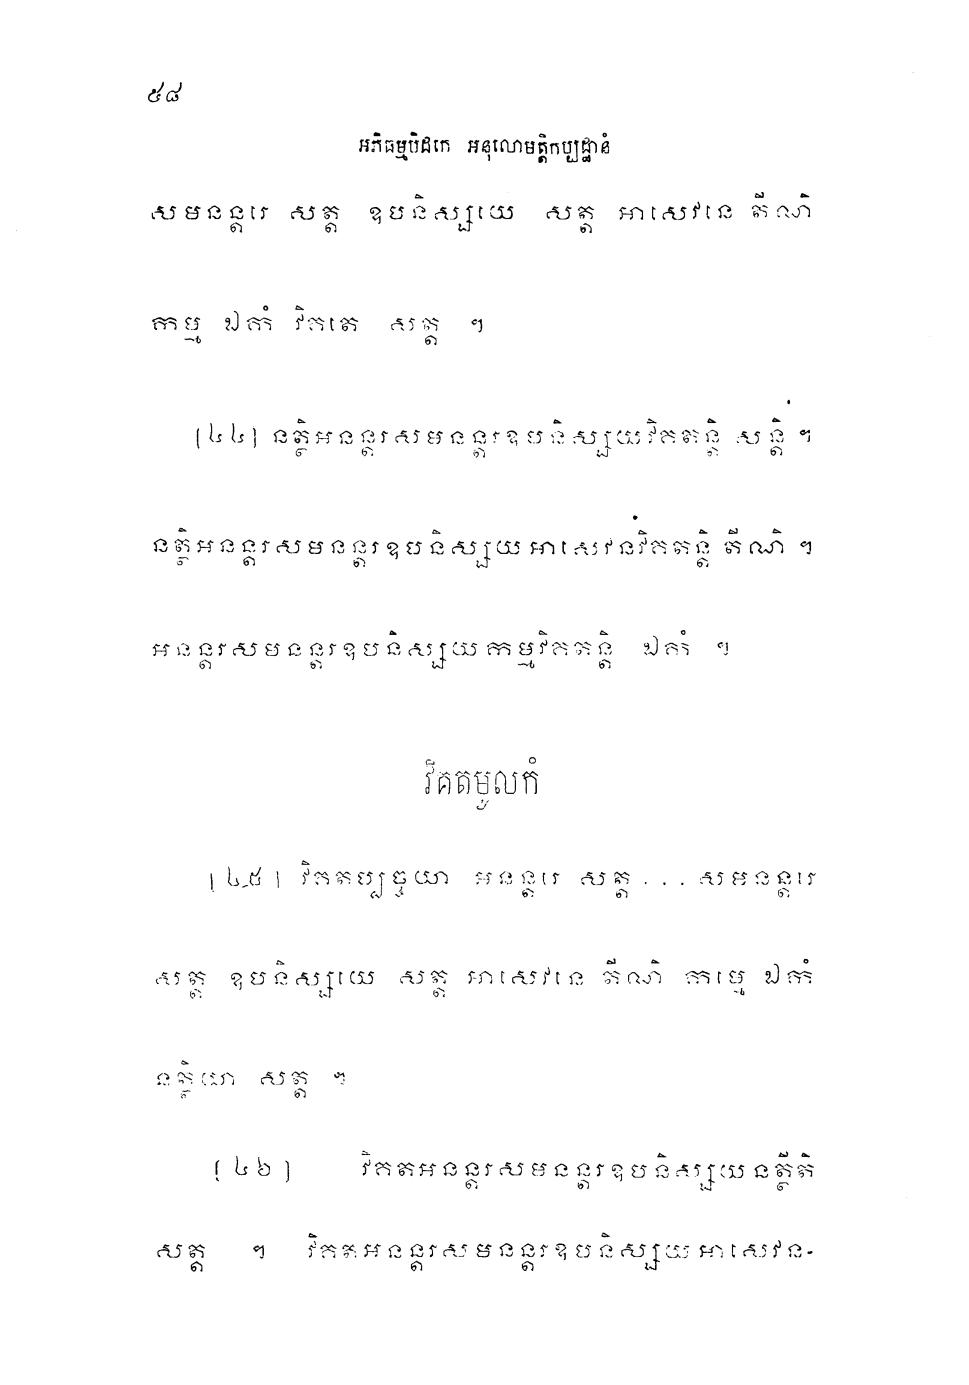 ៥៨
អភិធម្មបិដកេ អនុលោមត្តិកប្បដ្ឋានំ
សមនន្តរេ សត្ត ឧបនិស្សយេ សត្ត អាសេវនេ តីណិ
កម្មេ ឯកំ វិគតេ សត្ត ។
[៤៤] នត្ថិអនន្តរសមនន្តរឧបនិស្សយវិគតន្តិ សន្តិ ។
នត្ថិអនន្តរសមនន្តរឧបនិស្សយអាសេវនវិគតន្តិ តីណិ ។
អនន្តរសមនន្តរឧបនិស្សយកម្មវិគតន្តិ ឯកំ ។
វិគតមូលកំ
[៤៥] វិគតប្បច្ចយា អនន្តរេ សត្ត ... សមនន្តរេ
សត្ត ឧបនិស្សយេ សត្ត អាសេវនេ តីណិ កម្មេ ឯកំ
នត្ថិយា សត្ត ។
[៤៦] វិគតអនន្តរសមនន្តរឧបនិស្សយនត្ថីតិ
សត្ត ។ វិគតអនន្តរសមនន្តរឧបនិស្សយអាសេវន-